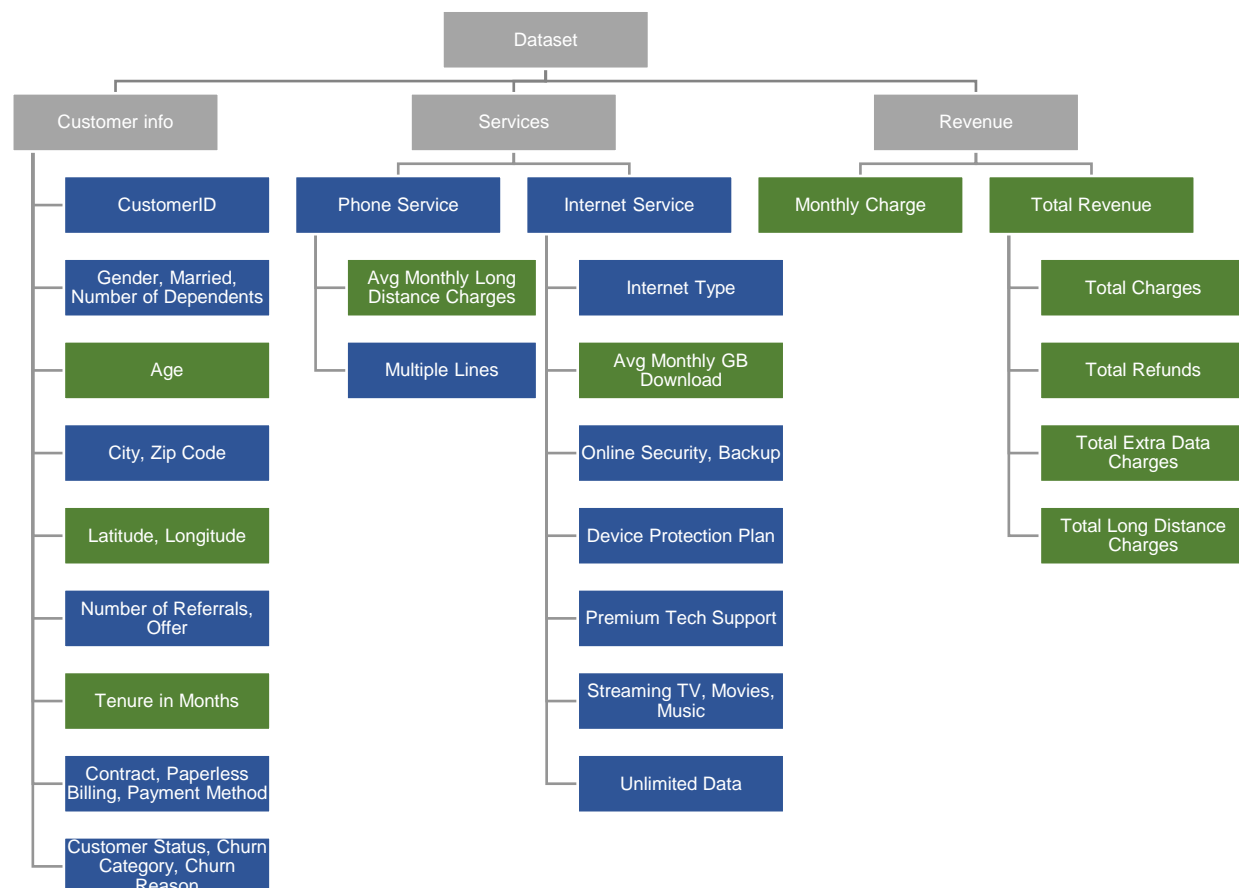 Dataset
Customer info
Services
Revenue
CustomerID
Gender, Married,
Number of Dependents
Age
City, Zip Code
Latitude, Longitude
Number of Referrals,
Offer
Tenure in Months
Contract, Paperless
Billing, Payment Method
Customer Status, Churn
Category, Churn
Reason
Phone Service
Avg Monthly Long
Distance Charges
Multiple Lines
Internet Service
Internet Type
Avg Monthly GB
Download
Online Security, Backup
Device Protection Plan
Premium Tech Support
Streaming TV, Movies,
Music
Unlimited Data
Monthly Charge
Total Revenue
Total Charges
Total Refunds
Total Extra Data
Charges
Total Long Distance
Charges